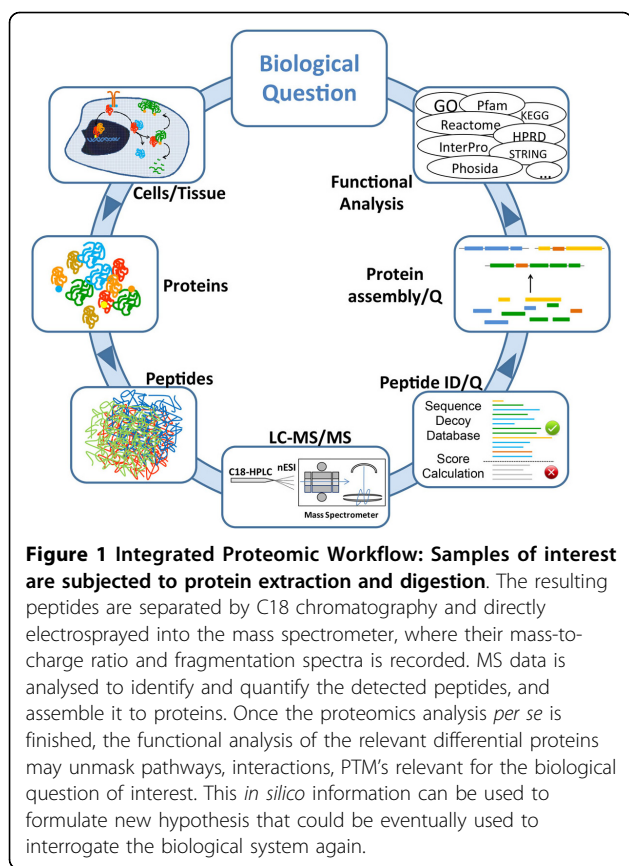 Biological
Question
Cells/Tissue
Proteins
Peptides
LC-MS/MS
C18-HPLC
nESI
Mass Spectrometer
Peptide ID/Q
Sequence
Decoy
Database
Score
Calculation
Protein
assembly/Q
Functional
Analysis
GO
Pfam
KEGG
Reactome
HPRD
InterPro
STRING
Phosida
...
Figure 1 Integrated Proteomic Workflow: Samples of interest
are subjected to protein extraction and digestion. The resulting
peptides are separated by C18 chromatography and directly
electrosprayed into the mass spectrometer, where their mass-to-
charge ratio and fragmentation spectra is recorded. MS data is
analysed to identify and quantify the detected peptides, and
assemble it to proteins. Once the proteomics analysis per se is
finished, the functional analysis of the relevant differential proteins
may unmask pathways, interactions, PTM's relevant for the biological
question of interest. This in silico information can be used to
formulate new hypothesis that could be eventually used to
interrogate the biological system again.